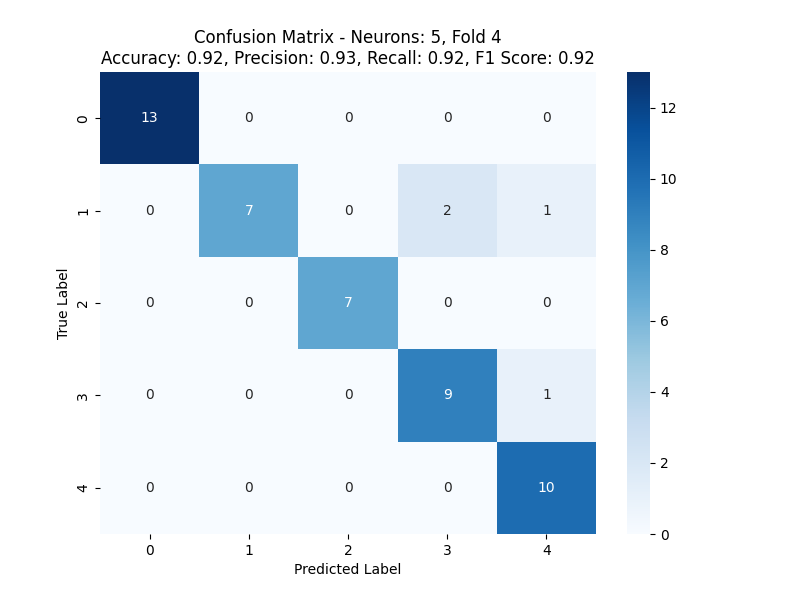 Confusion Matrix - Neurons: 5, Fold 4
Accuracy: 0.92, Precision: 0.93, Recall: 0.92, F1 Score: 0.92
0 13 0 0 0 0
1 0 7 0 2 1
2 0 0 7 0 0
3 0 0 0 9 1
4 0 0 0 0 10
0 1 2 3 4
True Label
Predicted Label
12
10
8
6
4
2
0